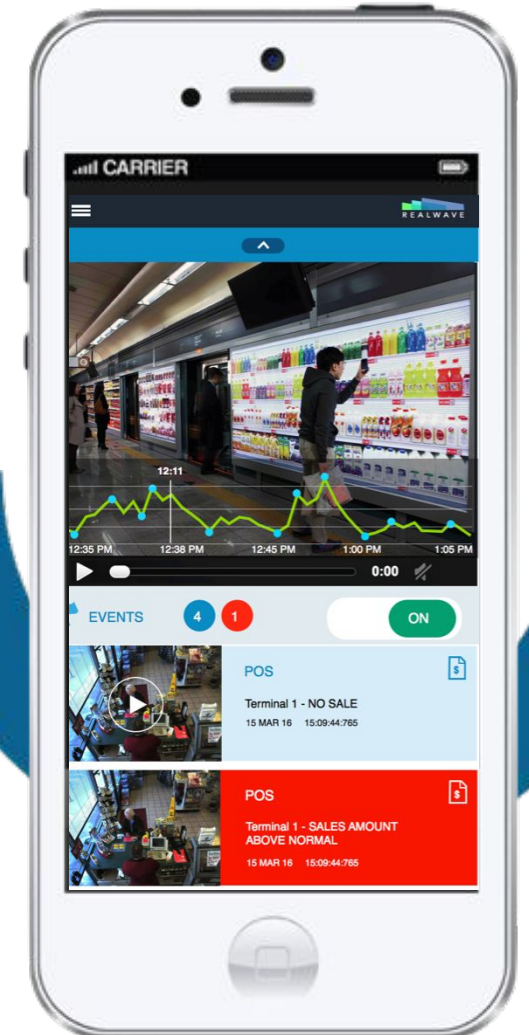 CARRIER
REALWAVE
12:11
12:35 PM 12:38 PM 12:45 PM 1:00 PM 1:05 PM
0:00
EVENTS 4 1 ON
POS $
Terminal 1 - NO SALE
15 MAR 16 15:09:44:765
POS $
Terminal 1 - SALES AMOUNT
ABOVE NORMAL
15 MAR 16 15:09:44:765